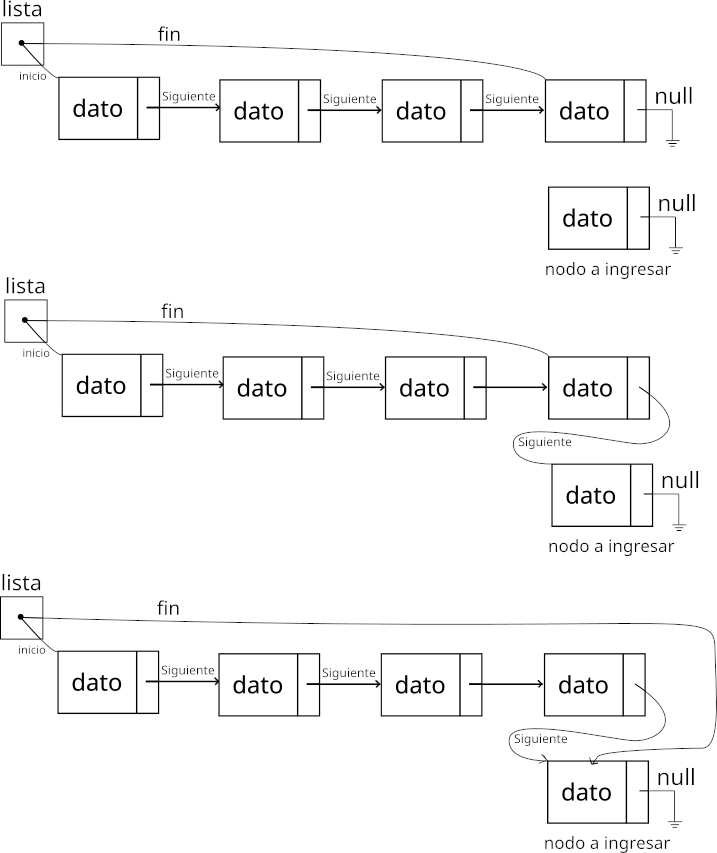 lista
fin
inicio
dato
Siguiente
dato
Siguiente
dato
Siguiente
dato
null
dato
null
nodo a ingresar
lista
fin
inicio
dato
Siguiente
dato
Siguiente
dato
dato
Siguiente
dato
null
nodo a ingresar
lista
fin
inicio
dato
Siguiente
dato
Siguiente
dato
dato
Siguiente
dato
null
nodo a ingresar